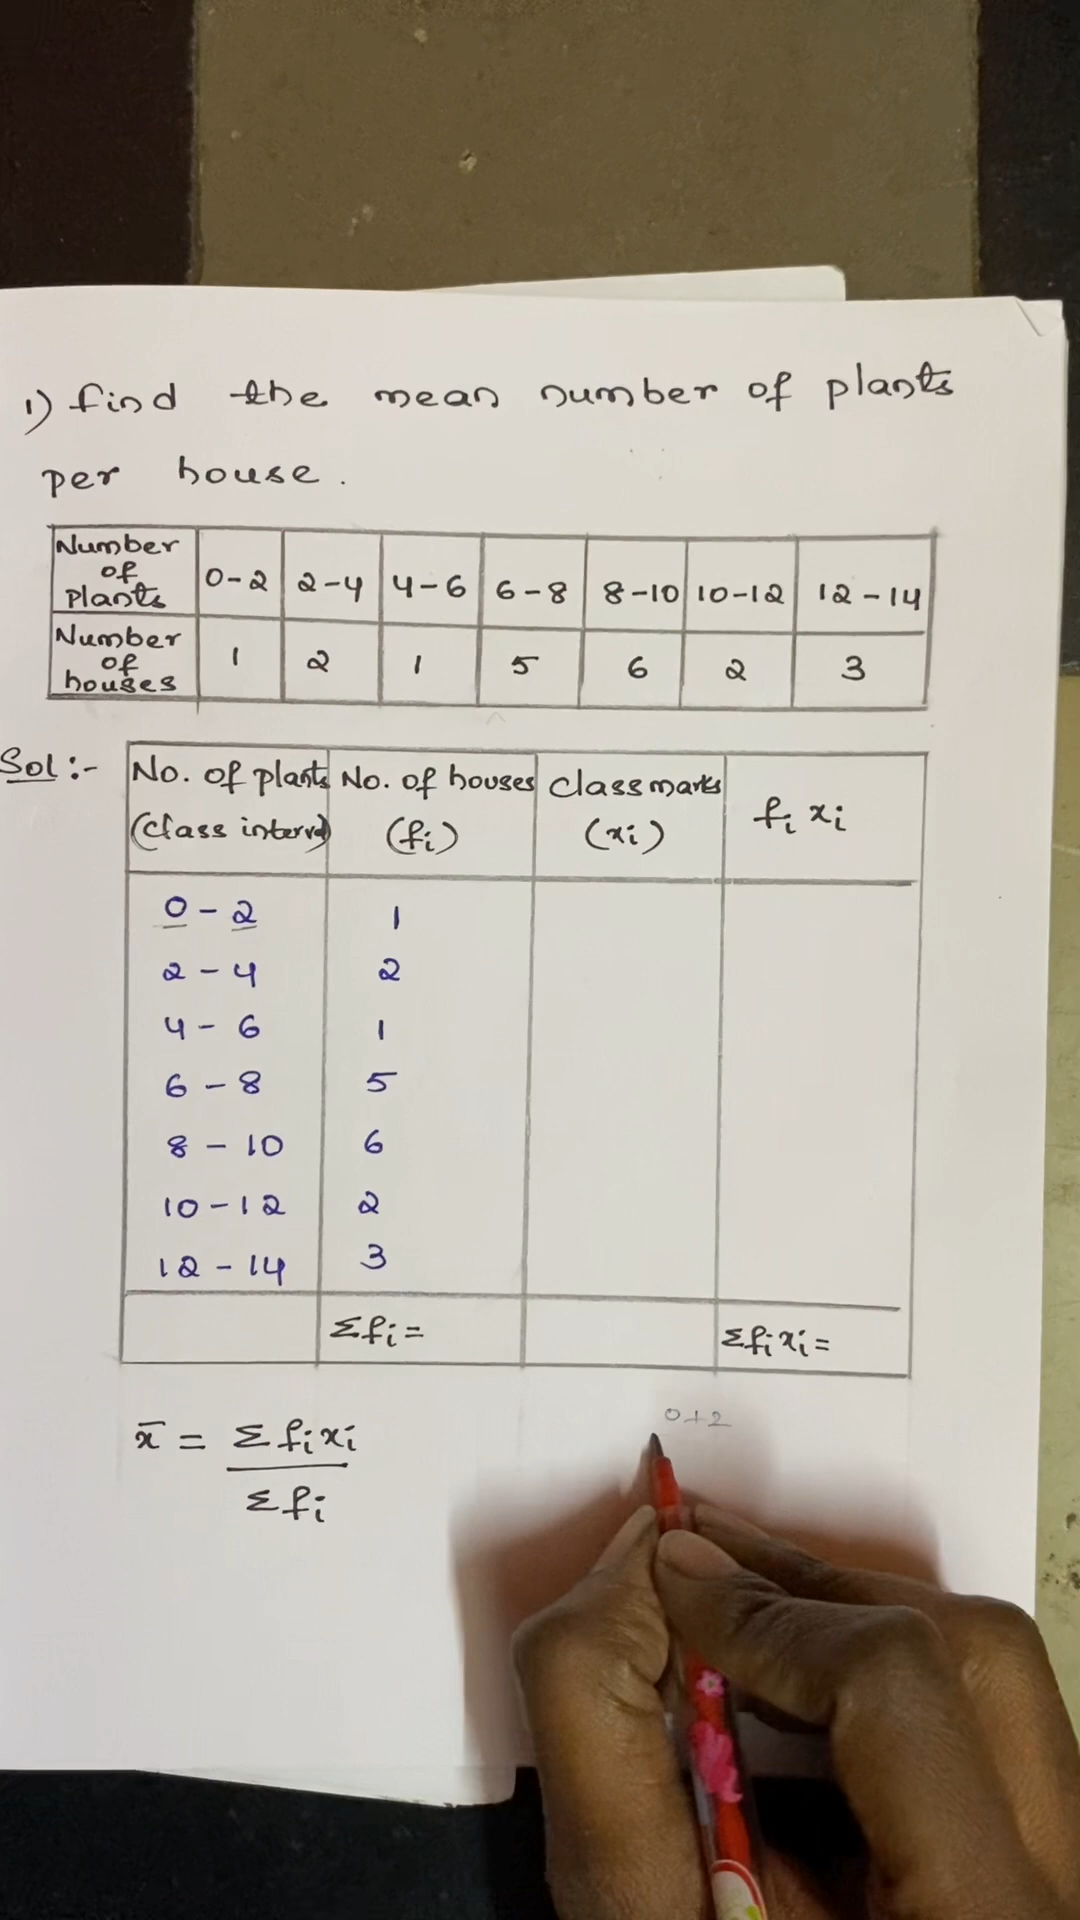 1) find the mean number of plants
per house.
Number of plants 0-2 2-4 4-6 6-8 8-10 10-12 12-14
Number of houses 1 2 1 5 6 2 3
Sol:- No. of plants (class interval) No. of houses (fi) class marks (xi) fi xi
0-2 1
2-4 2
4-6 1
6-8 5
8-10 6
10-12 2
12-14 3
Σfi= Σfixi=
x̄ = Σfixi
Σfi
0+2